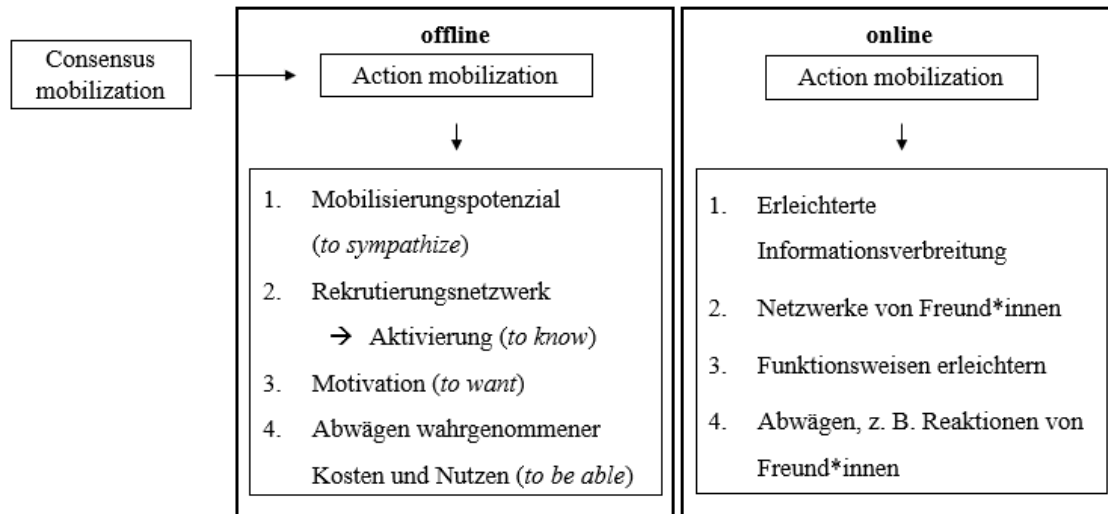 Consensus
mobilization
offline
Action mobilization
1. Mobilisierungspotenzial
(to sympathize)
2. Rekrutierungsnetzwerk
→ Aktivierung (to know)
3. Motivation (to want)
4. Abwägen wahrgenommener
Kosten und Nutzen (to be able)
online
Action mobilization
1. Erleichterte
Informationsverbreitung
2. Netzwerke von Freund*innen
3. Funktionsweisen erleichtern
4. Abwägen, z. B. Reaktionen von
Freund*innen